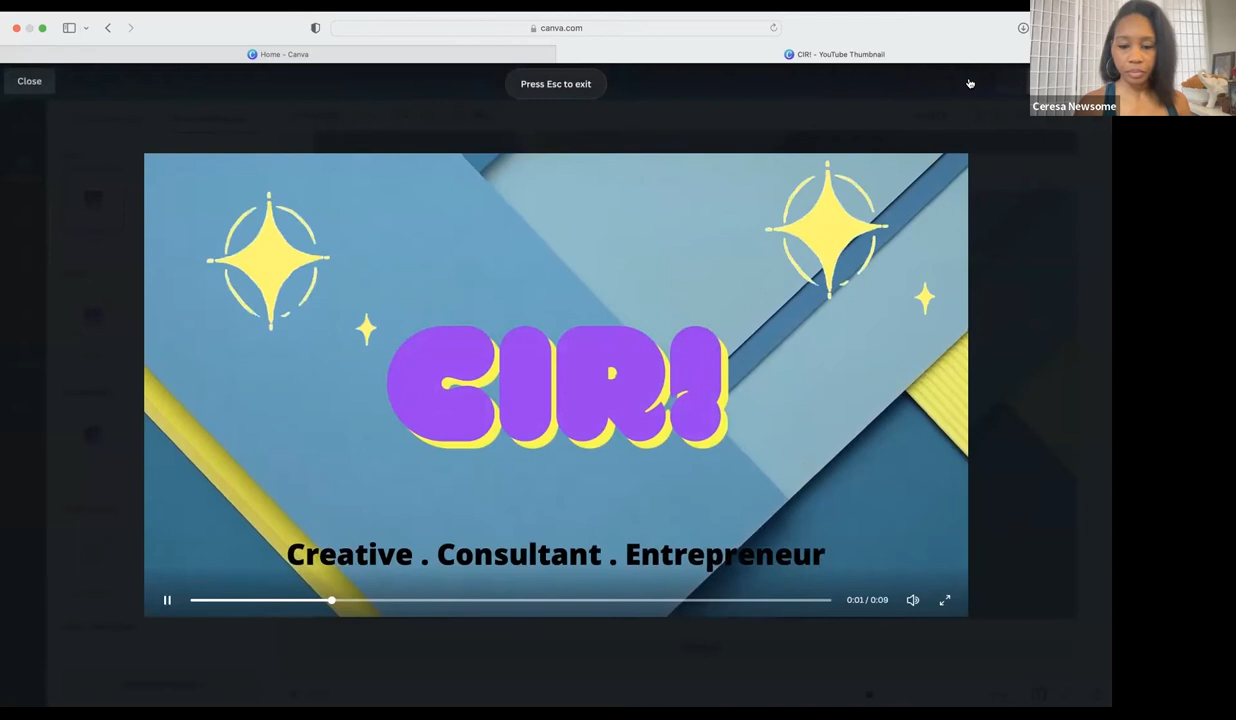 canva.com
Home - Canva
CIR! - YouTube Thumbnail
Close
Press Esc to exit
Ceresa Newsome
CIR!
Creative . Consultant . Entrepreneur
0:01 / 0:09